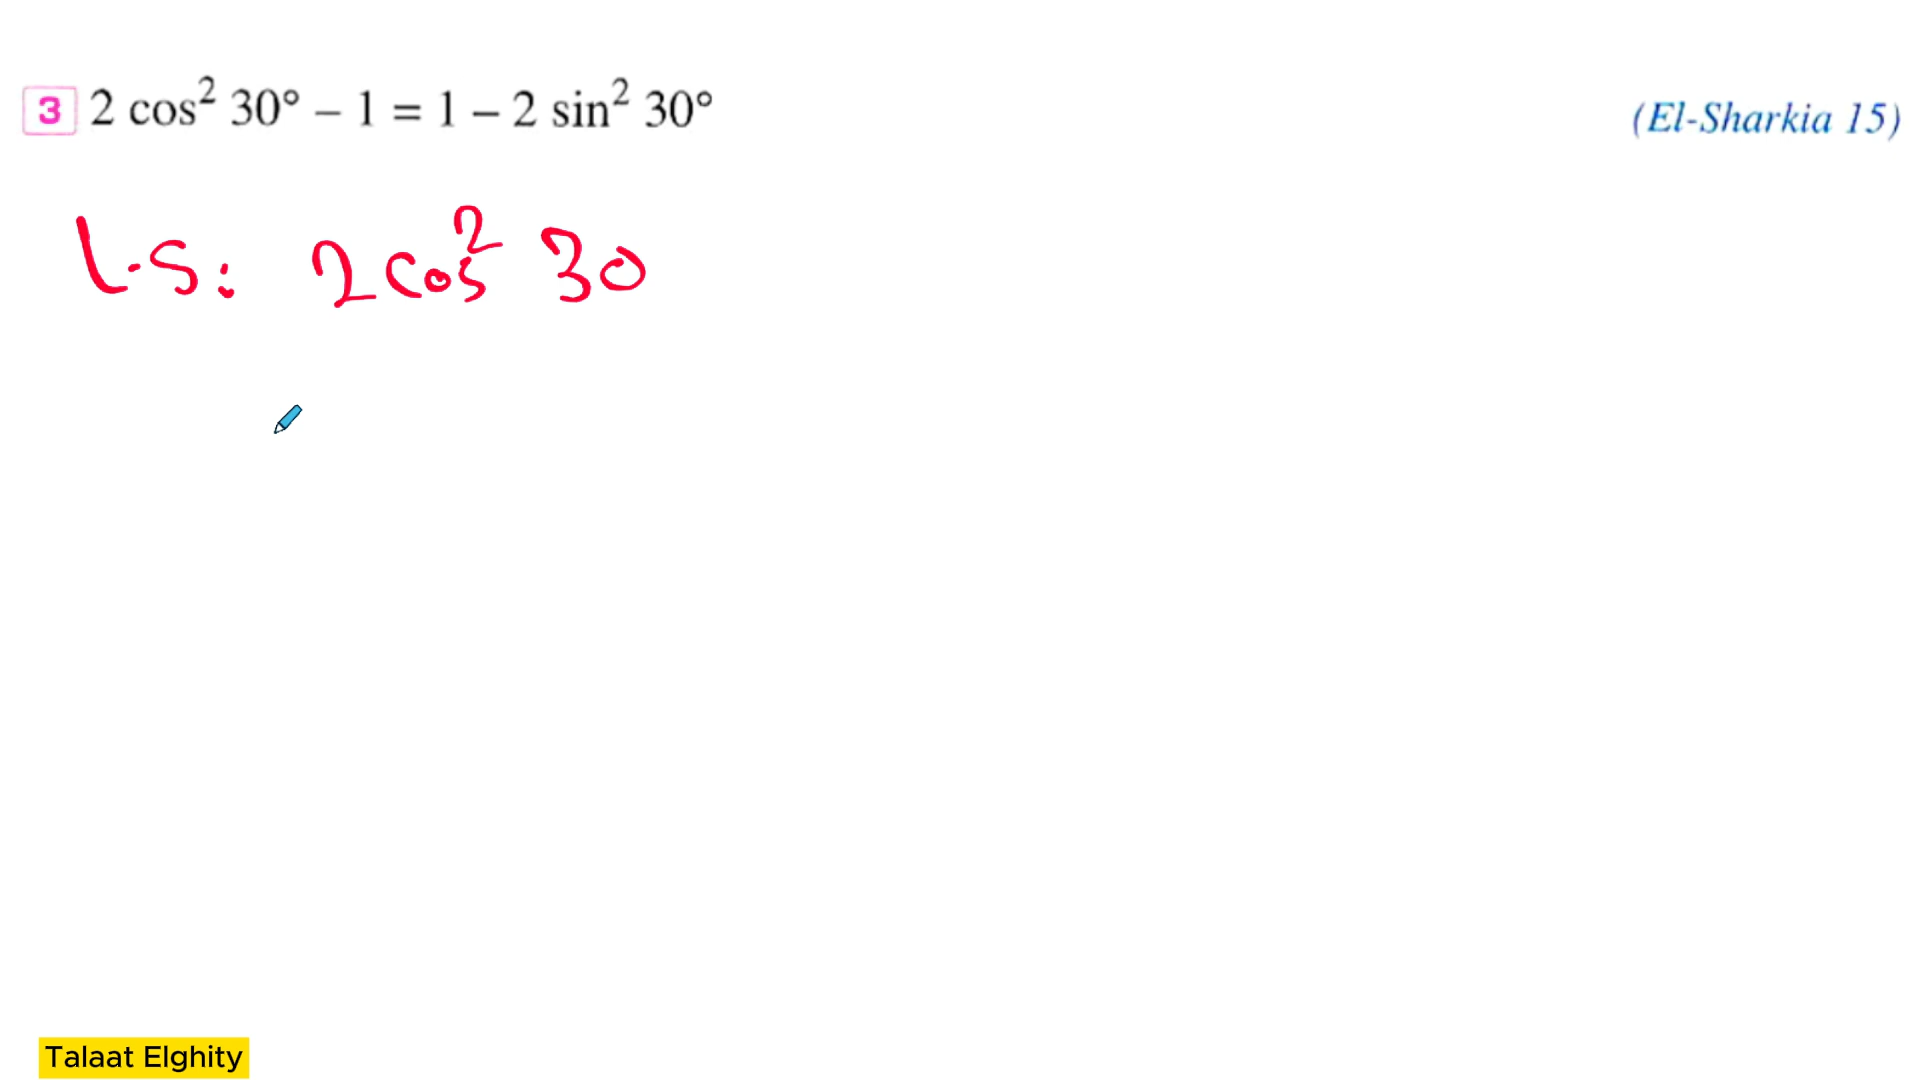 3 2 cos² 30° – 1 = 1 – 2 sin² 30° (El-Sharkia 15)
L.S: 2 cos² 30
Talaat Elghity